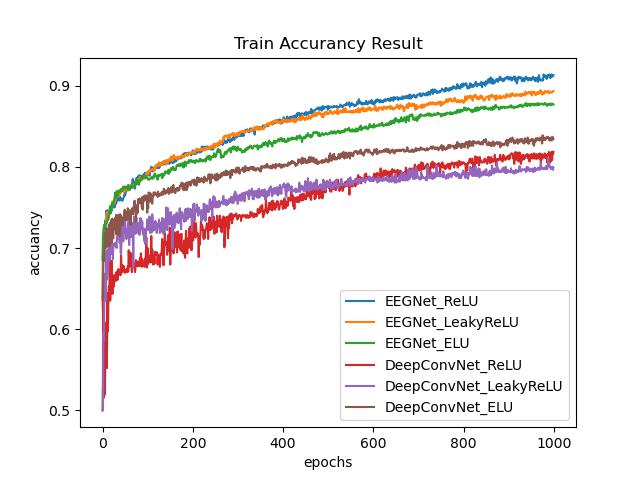 Train Accurancy Result
accuancy
0.9
0.8
0.7
0.6
0.5
EEGNet_ReLU
EEGNet_LeakyReLU
EEGNet_ELU
DeepConvNet_ReLU
DeepConvNet_LeakyReLU
DeepConvNet_ELU
0 200 400 600 800 1000
epochs